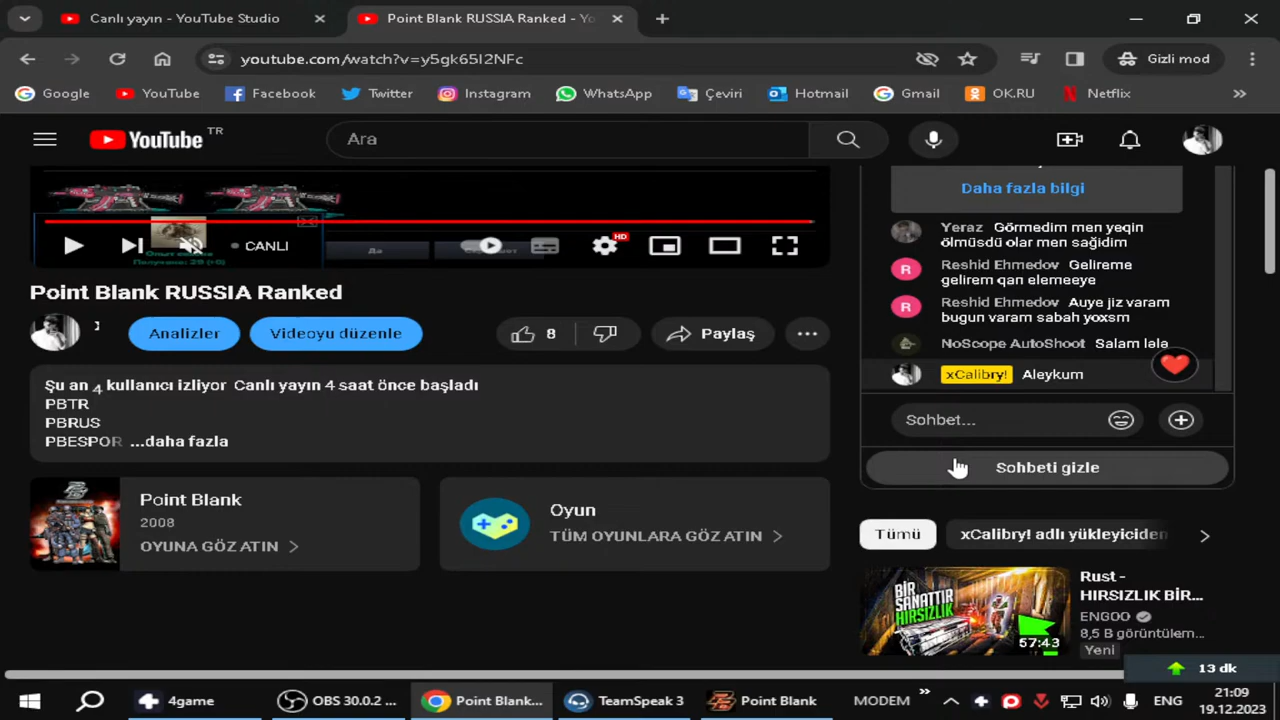 Canlı yayın - YouTube Studio
Point Blank RUSSIA Ranked - Yo
youtube.com/watch?v=y5gk65I2NFc
Gizli mod
Google
YouTube
Facebook
Twitter
Instagram
WhatsApp
Çeviri
Hotmail
Gmail
OK.RU
Netflix
YouTube TR
Ara
CANLI
HD
Point Blank RUSSIA Ranked
Analizler
Videoyu düzenle
8
Paylaş
Şu an 4 kullanıcı izliyor Canlı yayın 4 saat önce başladı
PBTR
PBRUS
PBESPOR ...daha fazla
Point Blank
2008
OYUNA GÖZ ATIN
Oyun
TÜM OYUNLARA GÖZ ATIN
Daha fazla bilgi
Yeraz Görmedim men yeqin
ölmüsdü olar men sağidim
R Reshid Ehmedov Gelireme
gelirem qan elemeeye
R Reshid Ehmedov Auye jiz varam
bugun varam sabah yoxsm
NoScope AutoShoot Salam lələ
xCalibry! Aleykum
Sohbet...
Sohbeti gizle
Tümü
xCalibry! adlı yükleyiciden
BİR
SANATTIR
HIRSIZLIK
57:43
Rust -
HIRSIZLIK BİR...
ENGOO
8,5 B görüntülem...
Yeni
13 dk
4game
OBS 30.0.2 ...
Point Blank...
TeamSpeak 3
Point Blank
MODEM
ENG
21:09
19.12.2023